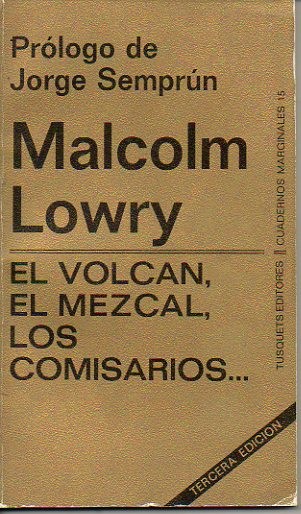 Prólogo de
Jorge Semprún
Malcolm
Lowry
EL VOLCAN,
EL MEZCAL,
LOS
COMISARIOS...
TUSQUETS EDITORES CUADERNOS MARGINALES 15
TERCERA EDICION